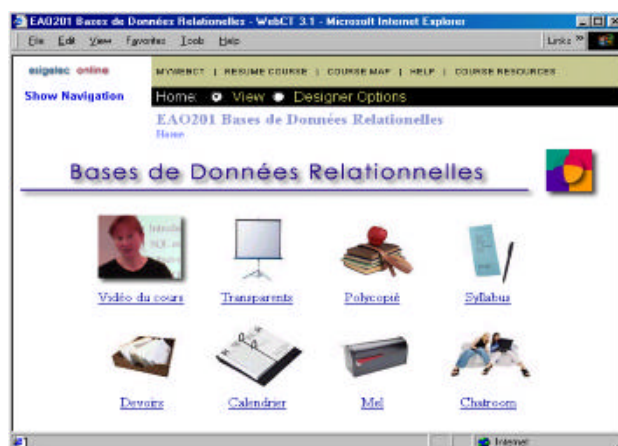 EAO201 Bases de Données Relationelles - WebCT 3.1 - Microsoft Internet Explorer
File Edit View Favorites Tools Help Links »
esigelec online
MYWEBCT | RESUME COURSE | COURSE MAP | HELP | COURSE RESOURCES
Show Navigation
Home: View Designer Options
EAO201 Bases de Données Relationelles
Home
Bases de Données Relationnelles
Vidéo du cours Transparents Polycopié Syllabus
Devoirs Calendrier Mel Chatroom
Internet